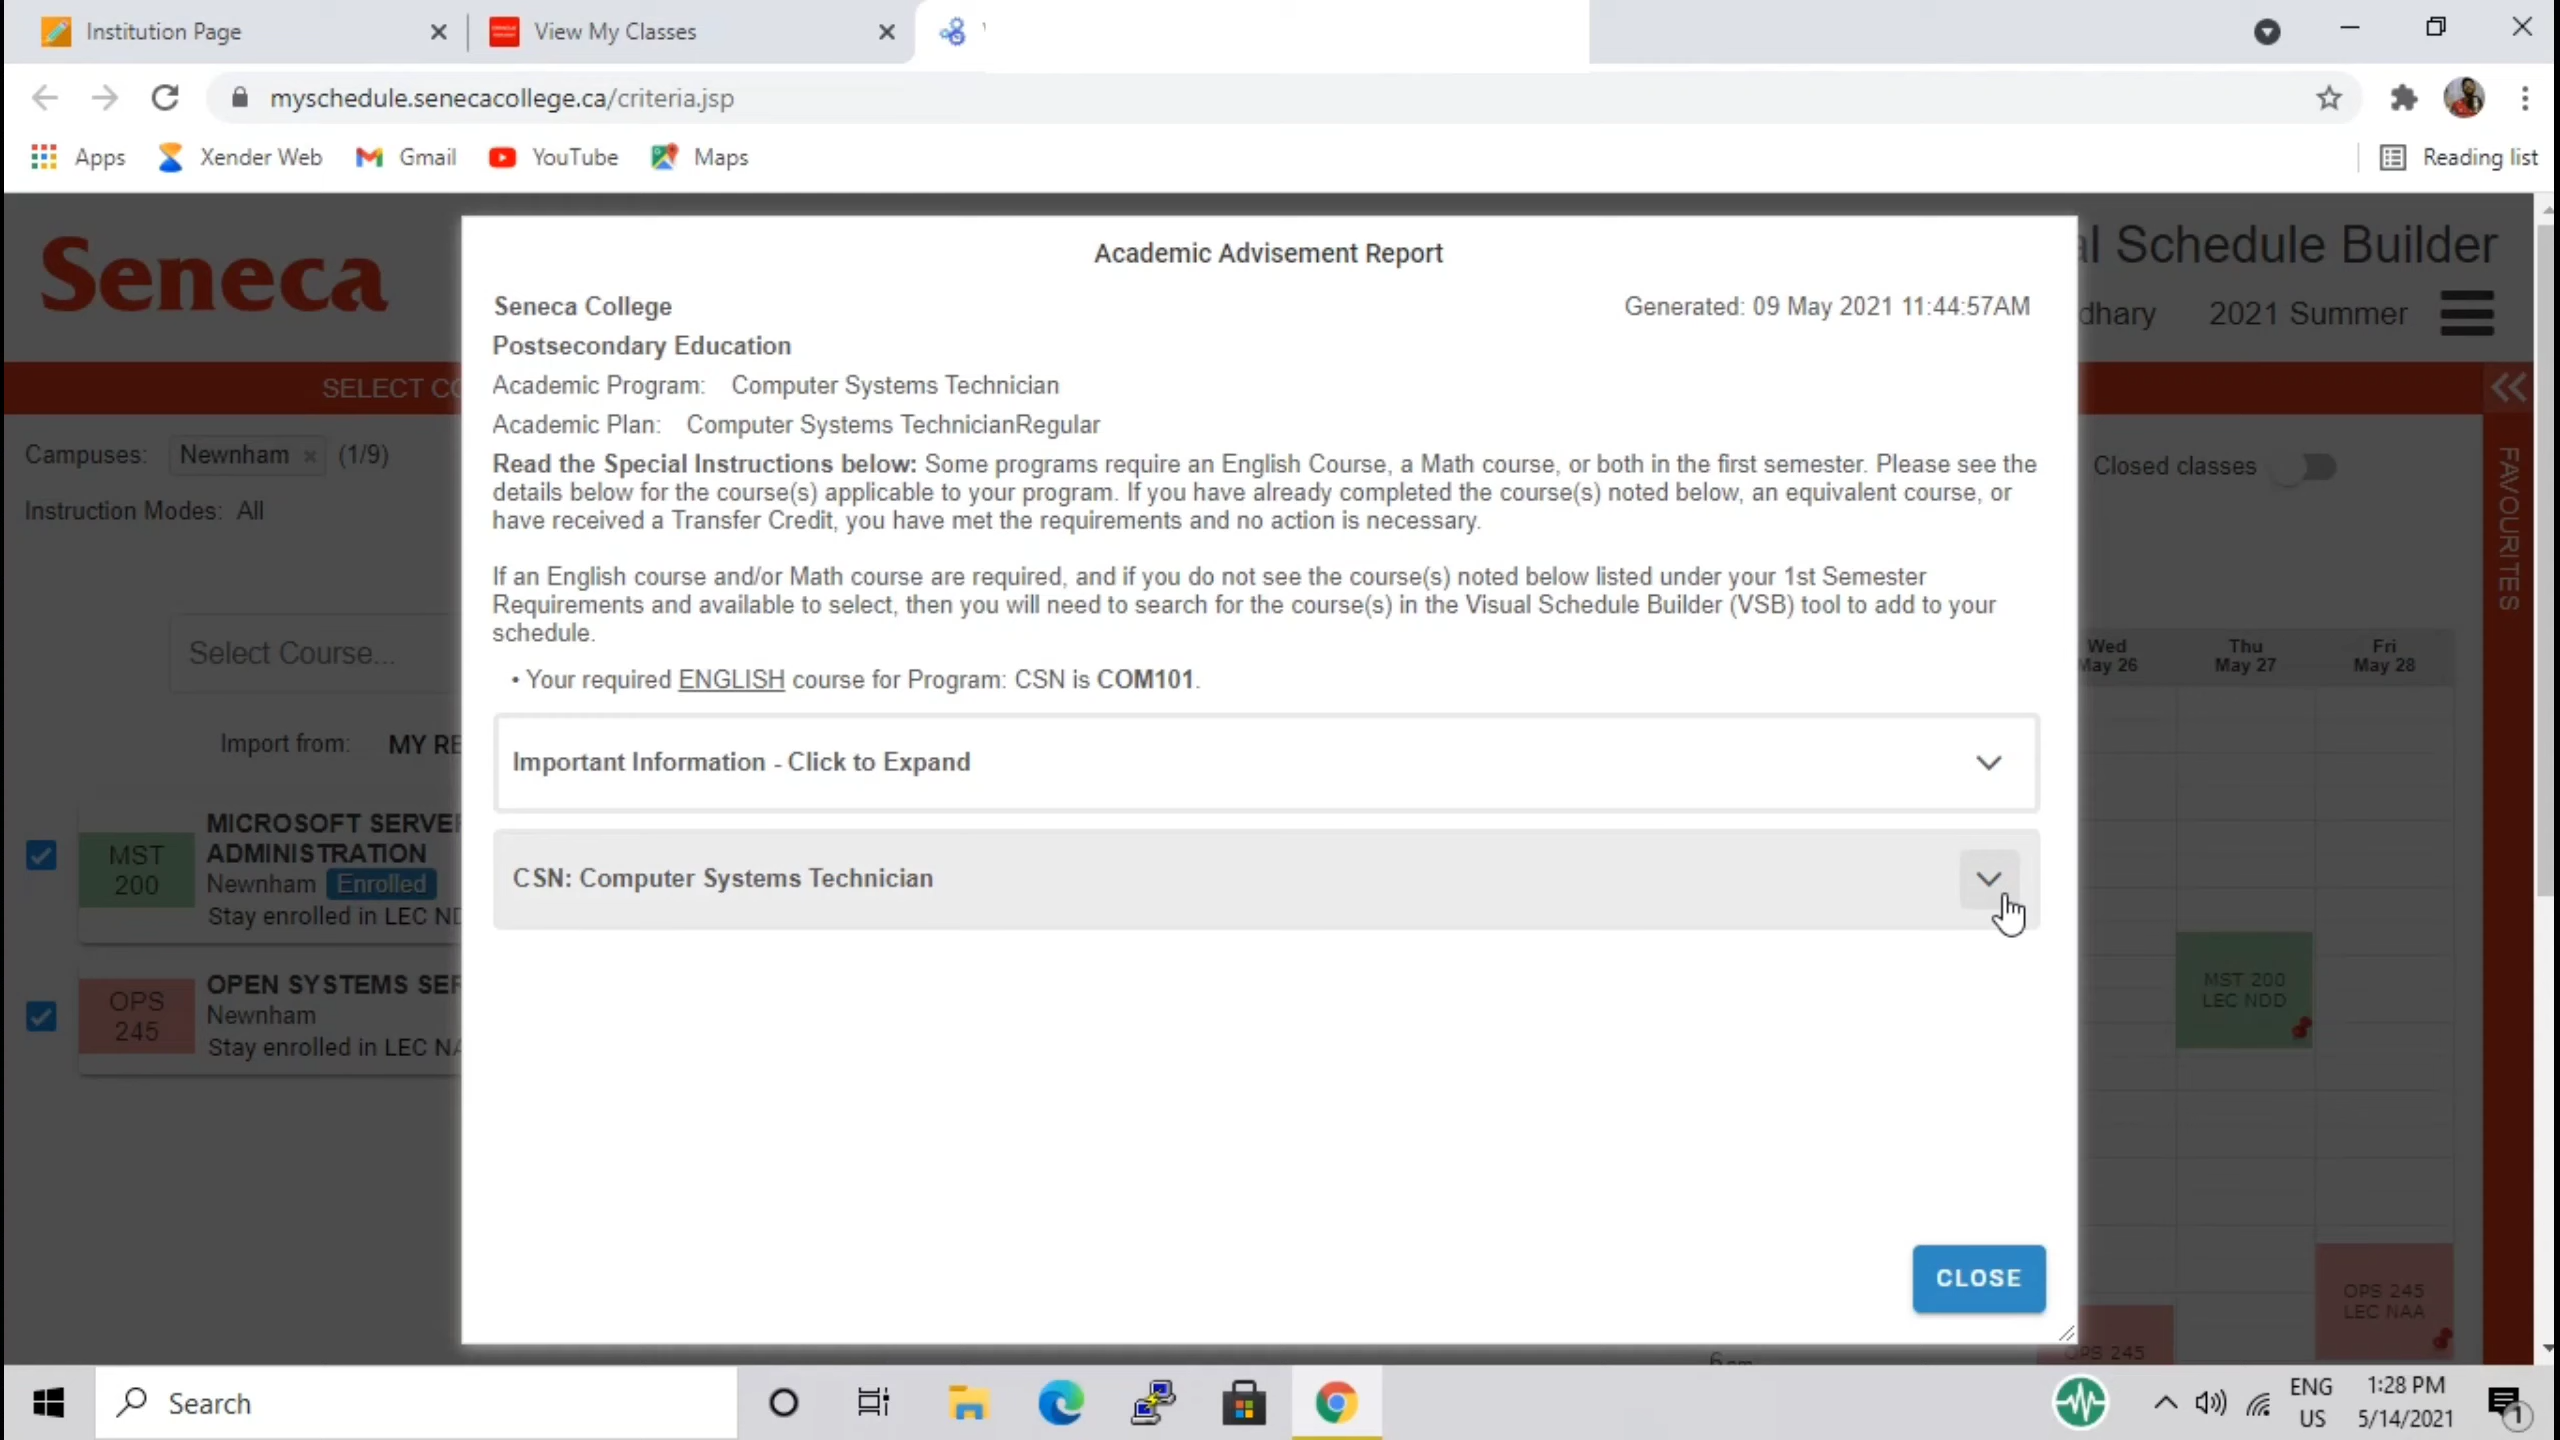 Institution Page
View My Classes
myschedule.senecacollege.ca/criteria.jsp
Apps
Xender Web
Gmail
YouTube
Maps
Reading list
Seneca
al Schedule Builder
dhary
2021 Summer
SELECT CO
Campuses: Newnham × (1/9)
Instruction Modes: All
Select Course...
Import from: MY RE
MST
200
MICROSOFT SERVER
ADMINISTRATION
Newnham Enrolled
Stay enrolled in LEC ND
OPS
245
OPEN SYSTEMS SER
Newnham
Stay enrolled in LEC NA
Academic Advisement Report
Seneca College
Generated: 09 May 2021 11:44:57AM
Postsecondary Education
Academic Program: Computer Systems Technician
Academic Plan: Computer Systems TechnicianRegular
Read the Special Instructions below: Some programs require an English Course, a Math course, or both in the first semester. Please see the
details below for the course(s) applicable to your program. If you have already completed the course(s) noted below, an equivalent course, or
have received a Transfer Credit, you have met the requirements and no action is necessary.
If an English course and/or Math course are required, and if you do not see the course(s) noted below listed under your 1st Semester
Requirements and available to select, then you will need to search for the course(s) in the Visual Schedule Builder (VSB) tool to add to your
schedule.
• Your required ENGLISH course for Program: CSN is COM101.
Important Information - Click to Expand
CSN: Computer Systems Technician
CLOSE
Closed classes
FAVOURITES
Wed
May 26
Thu
May 27
Fri
May 28
MST 200
LEC NDD
OPS 245
LEC NAA
OPS 245
Search
ENG
US
1:28 PM
5/14/2021
1